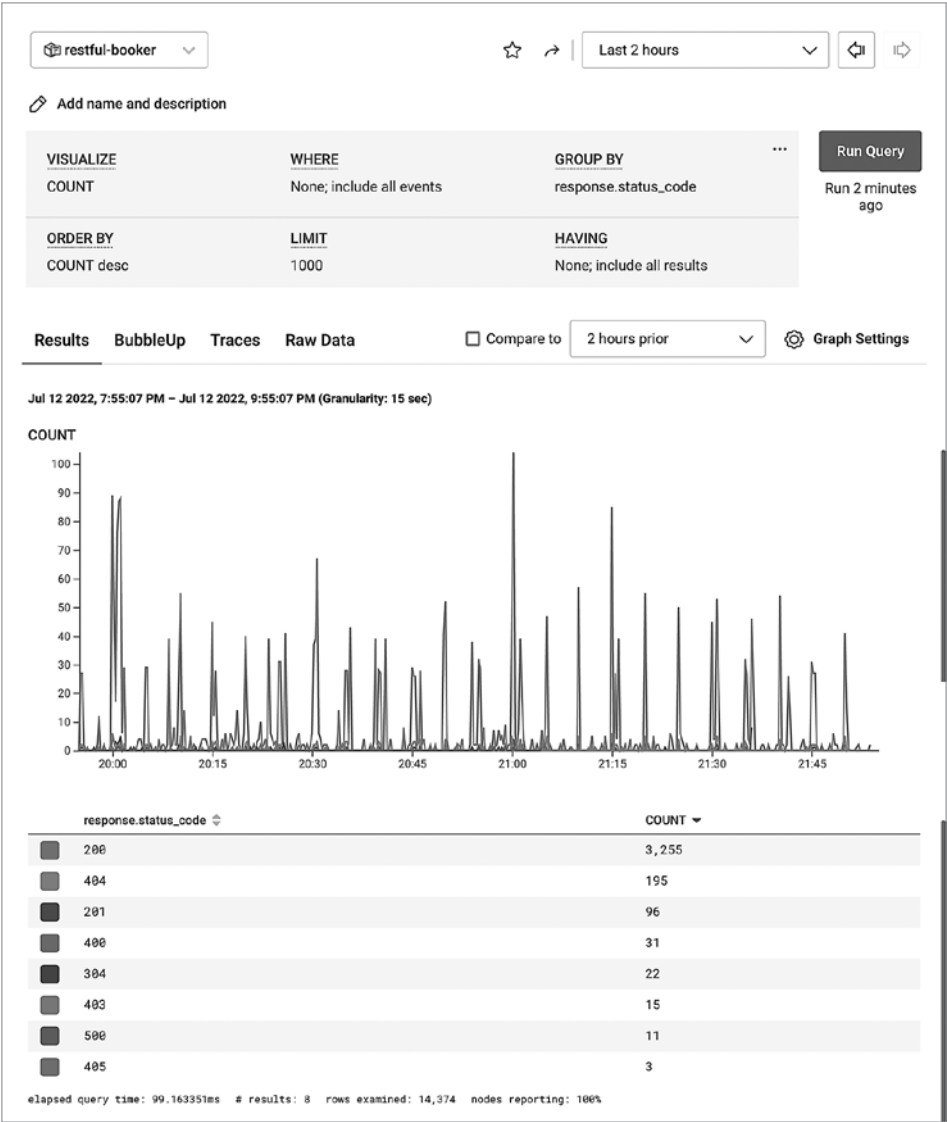 restful-booker
Last 2 hours
Add name and description
VISUALIZE WHERE GROUP BY ...
COUNT None; include all events response.status_code
Run Query
Run 2 minutes
ago
ORDER BY LIMIT HAVING
COUNT desc 1000 None; include all results
Results BubbleUp Traces Raw Data Compare to 2 hours prior Graph Settings
Jul 12 2022, 7:55:07 PM – Jul 12 2022, 9:55:07 PM (Granularity: 15 sec)
COUNT
100
90
80
70
60
50
40
30
20
10
0
20:00 20:15 20:30 20:45 21:00 21:15 21:30 21:45
response.status_code COUNT
200 3,255
404 195
201 96
400 31
304 22
403 15
500 11
405 3
elapsed query time: 99.163351ms # results: 8 rows examined: 14,374 nodes reporting: 100%